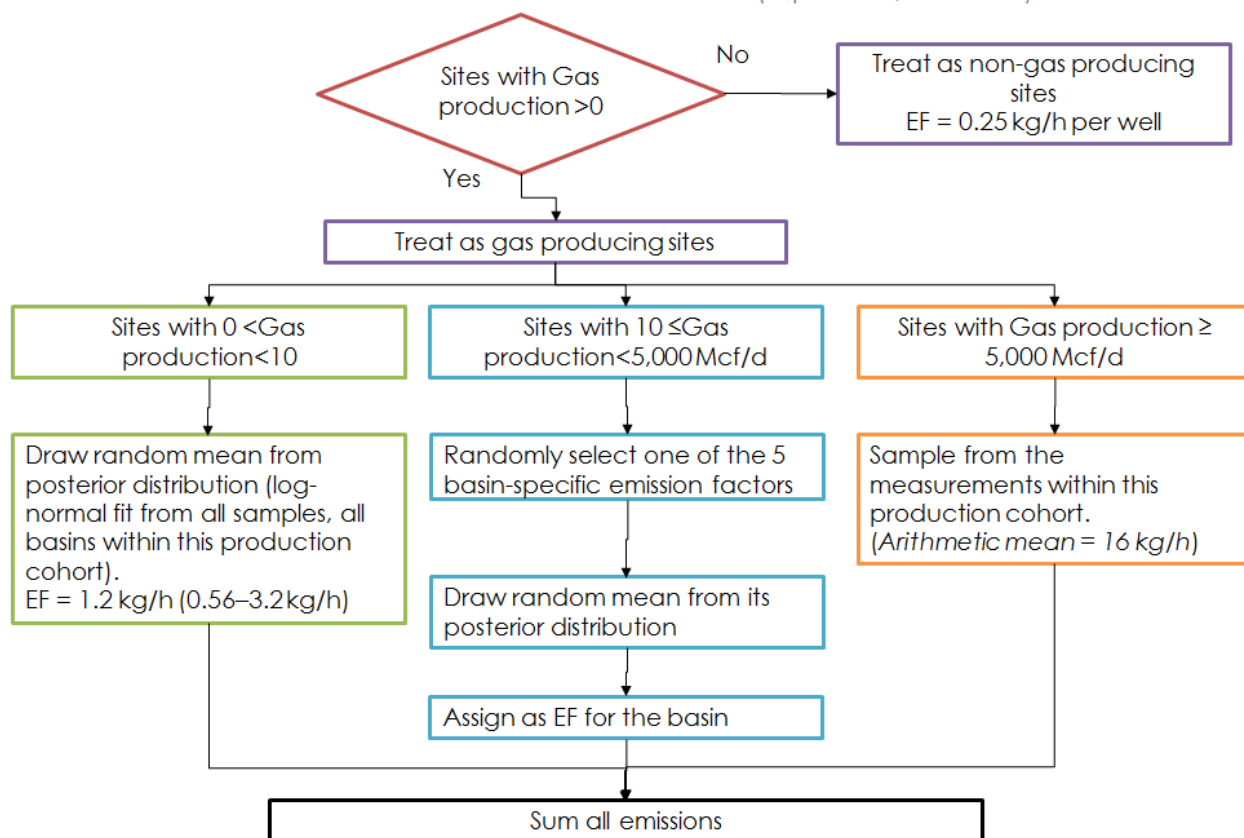 Sites with Gas
production >0
No
Treat as non-gas producing
sites
EF = 0.25 kg/h per well
Yes
Treat as gas producing sites
Sites with 0 <Gas
production<10
Sites with 10 ≤Gas
production<5,000 Mcf/d
Sites with Gas production ≥
5,000 Mcf/d
Draw random mean from
posterior distribution (log-
normal fit from all samples, all
basins within this production
cohort).
EF = 1.2 kg/h (0.56–3.2 kg/h)
Randomly select one of the 5
basin-specific emission factors
Sample from the
measurements within this
production cohort.
(Arithmetic mean = 16 kg/h)
Draw random mean from its
posterior distribution
Assign as EF for the basin
Sum all emissions